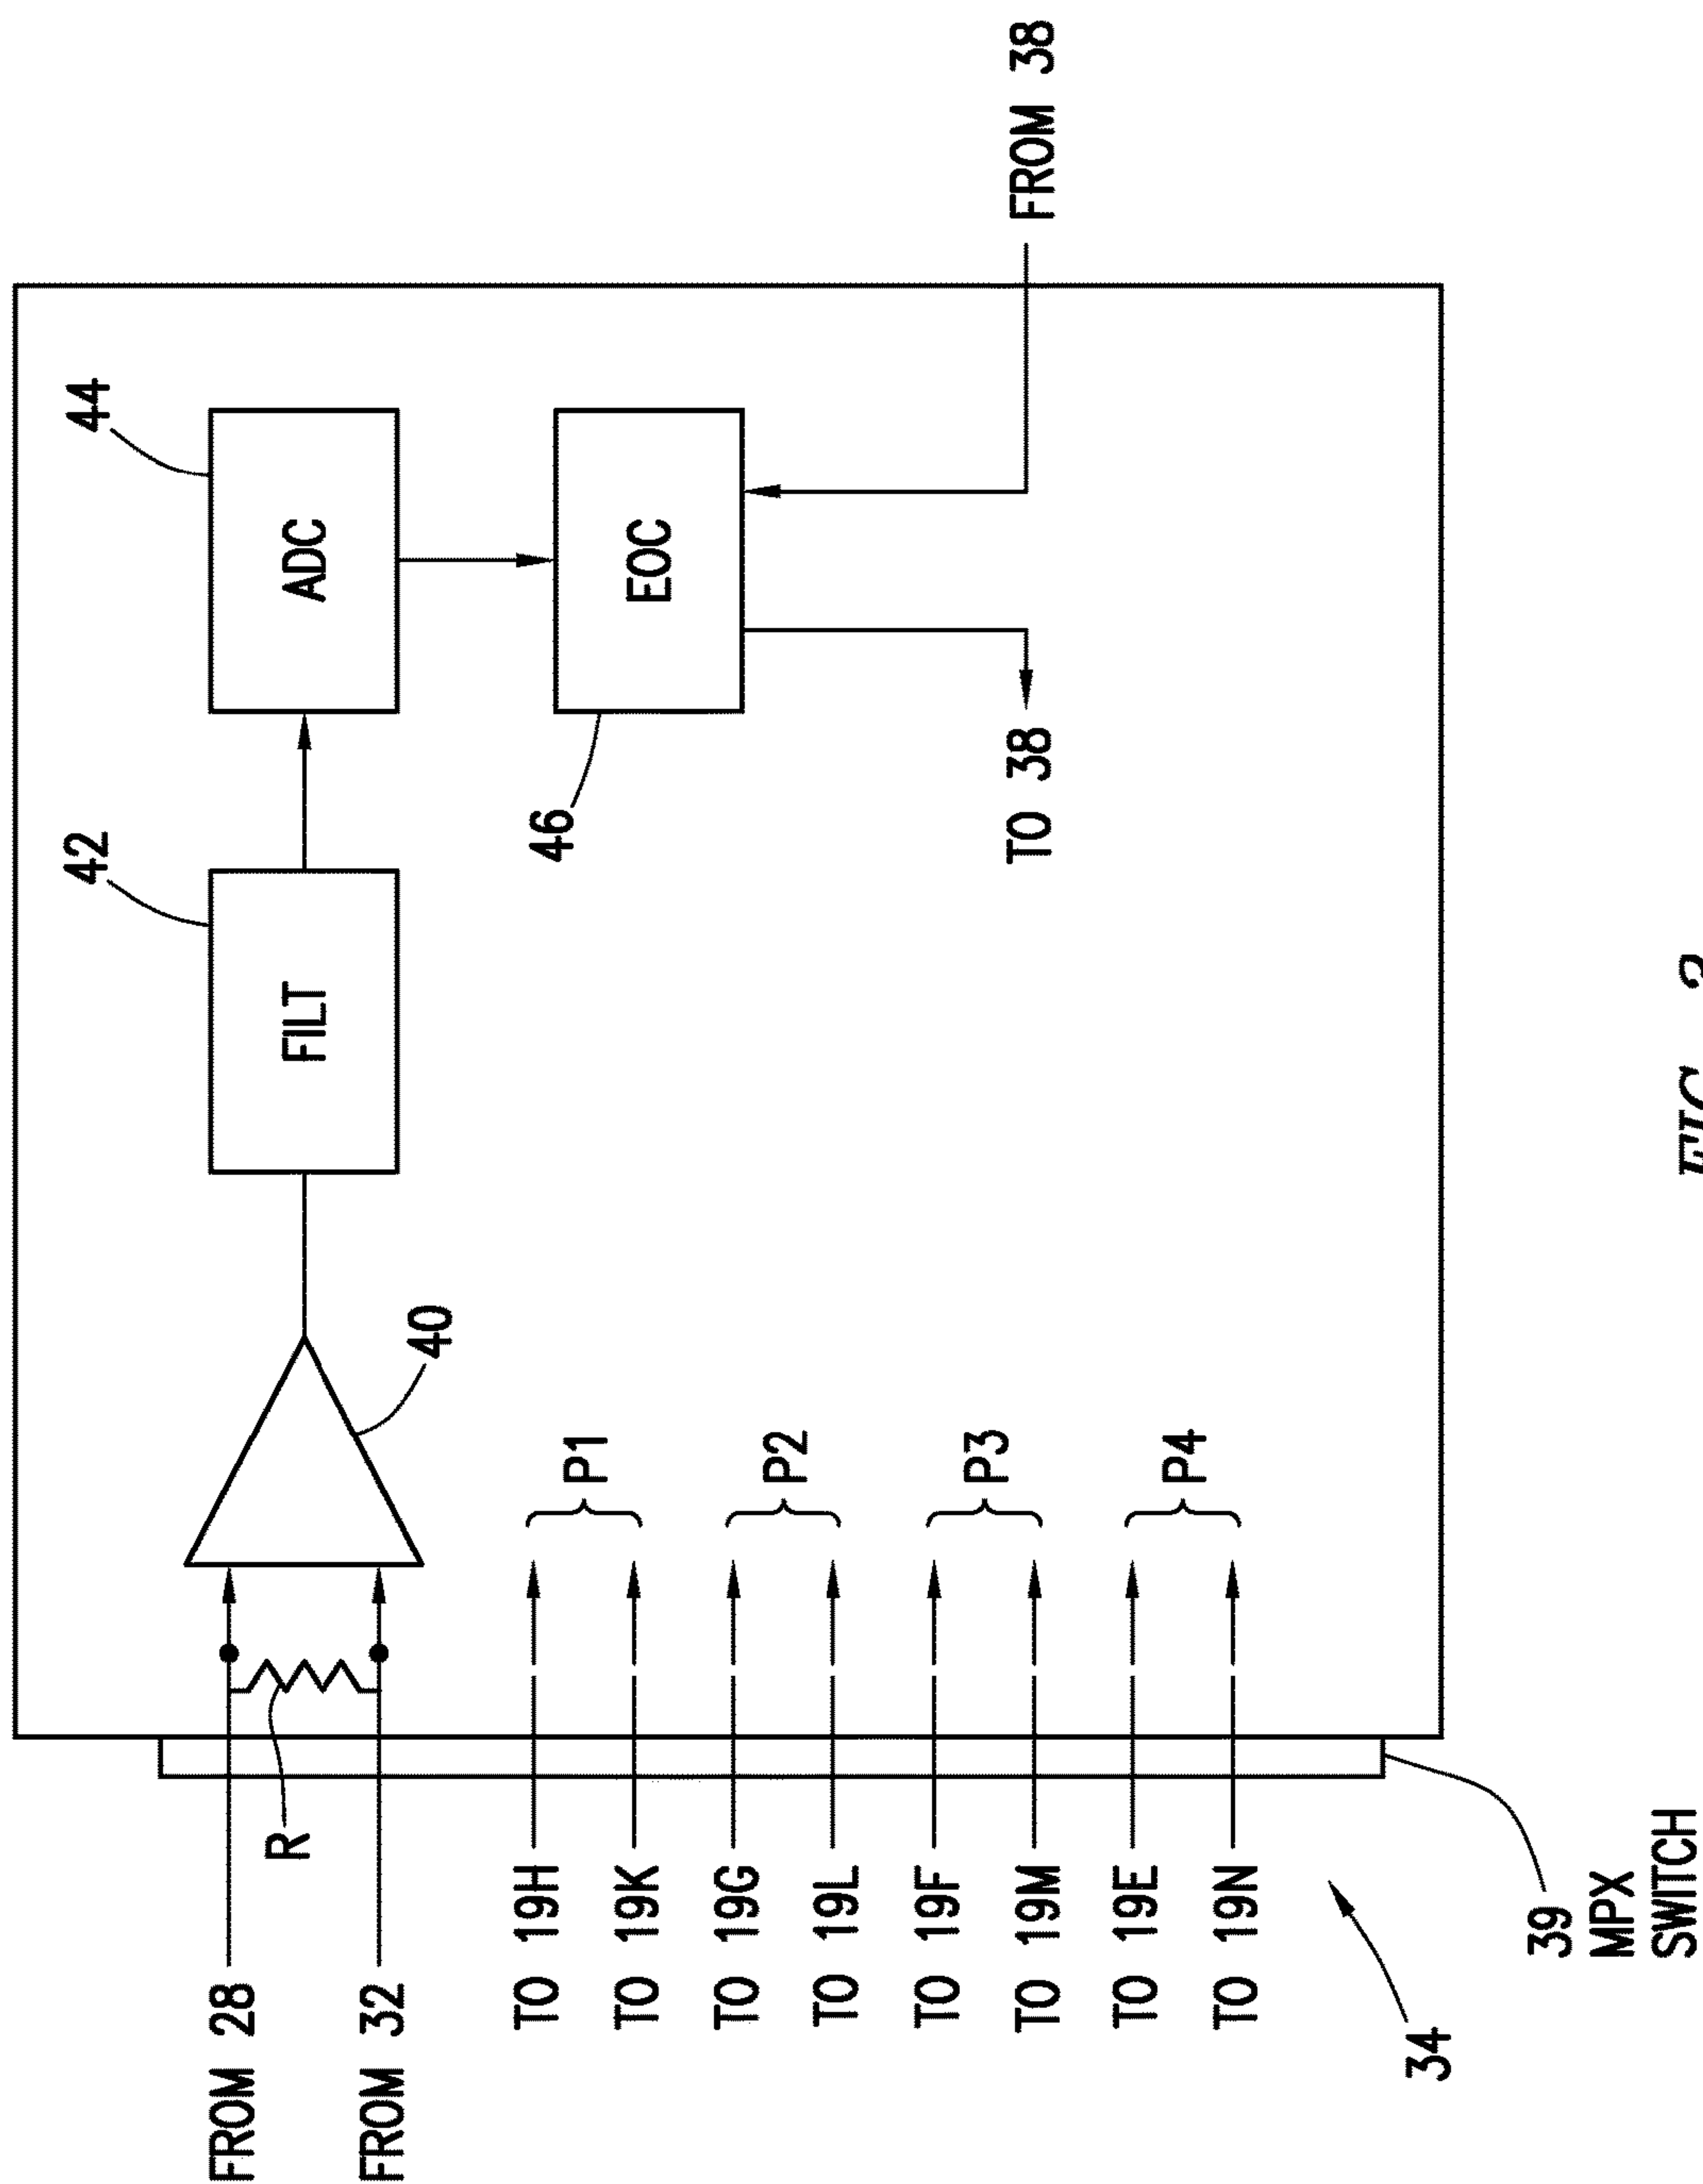 44
42
ADC
FILT
EOC
46
40
FROM 28
R
FROM 32
TO 19H
TO 19K
P1
TO 19G
TO 19L
P2
TO 19F
TO 19M
P3
TO 19E
TO 19N
P4
TO 38
FROM 38
34
39
MPX
SWITCH
FIG.